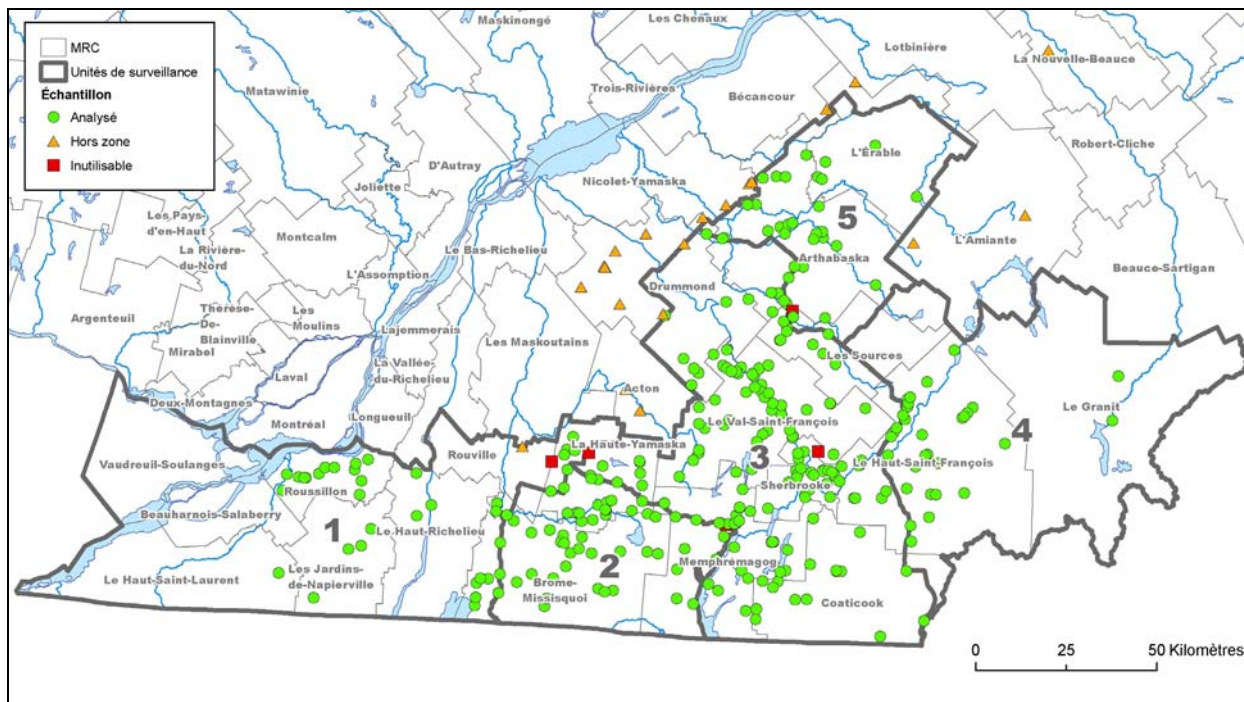 MRC
Unités de surveillance
Échantillon
Analysé
Hors zone
Inutilisable
Maskinongé
Les Chenaux
Lotbinière
La Nouvelle-Beauce
Matawinie
Trois-Rivières
Bécancour
Robert-Cliche
D'Autray
L'Érable
Joliette
Nicolet-Yamaska
Les Pays-
d'en-Haut
Montcalm
5
La Rivière-
du-Nord
Le Bas-Richelieu
L'Amiante
L'Assomption
Arthabaska
Beauce-Sartigan
Drummond
Argenteuil
Thérèse-
De-
Blainville
Les
Moulins
Lajemmerais
Mirabel
Les Maskoutains
Les Sources
La Vallée-
du-Richelieu
Laval
Acton
Deux-Montagnes
Longueuil
Le Granit
Montréal
Le Val-Saint-François
4
La Haute-Yamaska
Rouville
3
Vaudreuil-Soulanges
Le Haut-Saint-François
Sherbrooke
Roussillon
Beauharnois-Salaberry
1
Le Haut-Richelieu
Memphrémagog
Les Jardins-
de-Napierville
2
Le Haut-Saint-Laurent
Brome-
Missisquoi
Coaticook
0 25 50 Kilomètres